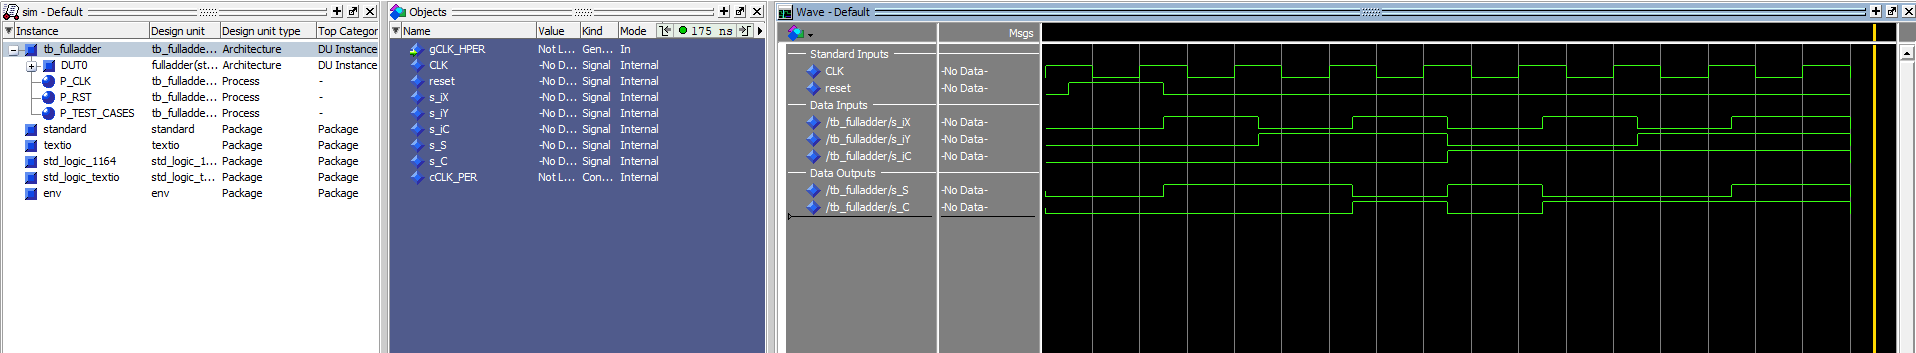 sim - Default
Instance Design unit Design unit type Top Categor
tb_fulladder tb_fulladde... Architecture DU Instance
DUT0 fulladder(st... Architecture DU Instance
P_CLK tb_fulladde... Process -
P_RST tb_fulladde... Process -
P_TEST_CASES tb_fulladde... Process -
standard standard Package Package
textio textio Package Package
std_logic_1164 std_logic_1... Package Package
std_logic_textio std_logic_t... Package Package
env env Package Package
Objects
Name Value Kind Mode 175 ns
gCLK_HPER Not L... Gen... In
CLK -No D... Signal Internal
reset -No D... Signal Internal
s_iX -No D... Signal Internal
s_iY -No D... Signal Internal
s_iC -No D... Signal Internal
s_S -No D... Signal Internal
s_C -No D... Signal Internal
cCLK_PER Not L... Con... Internal
Wave - Default
Msgs
Standard Inputs
CLK -No Data-
reset -No Data-
Data Inputs
/tb_fulladder/s_iX -No Data-
/tb_fulladder/s_iY -No Data-
/tb_fulladder/s_iC -No Data-
Data Outputs
/tb_fulladder/s_S -No Data-
/tb_fulladder/s_C -No Data-